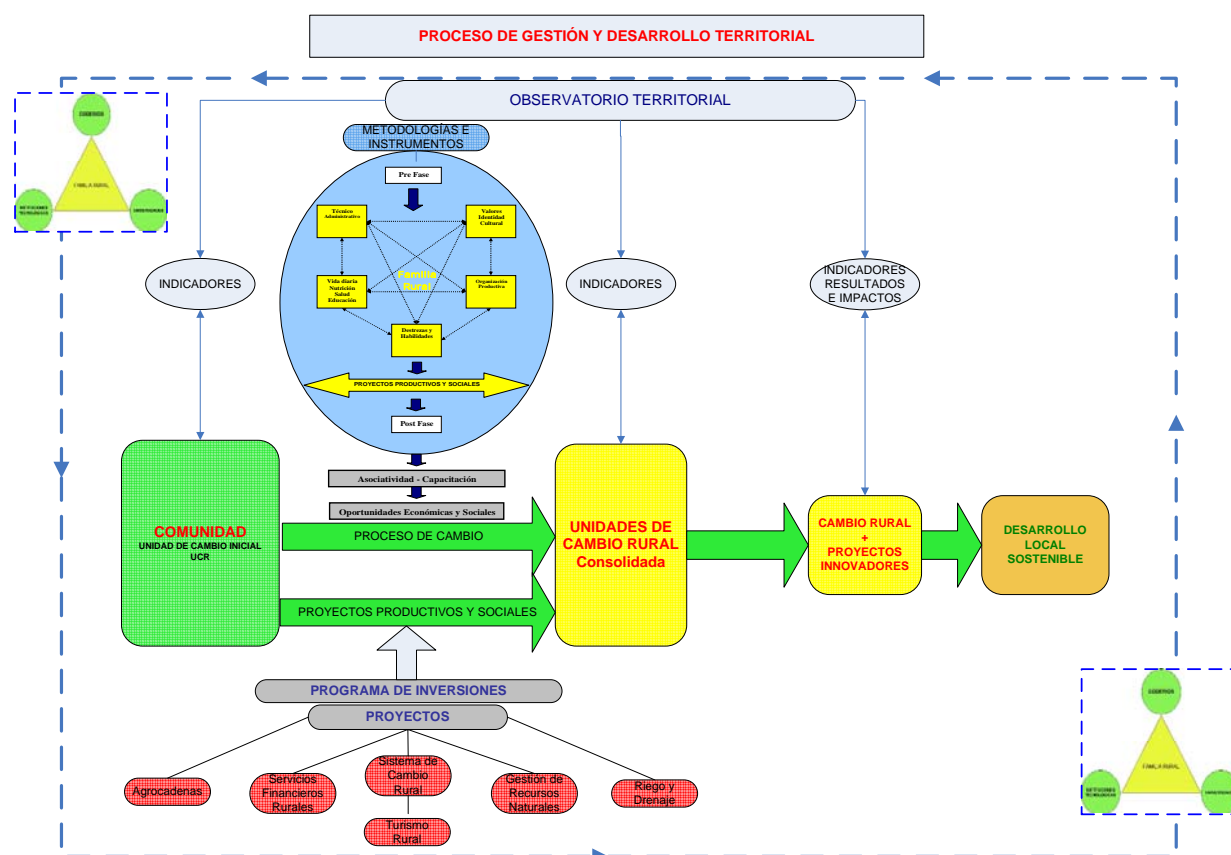 PROCESO DE GESTIÓN Y DESARROLLO TERRITORIAL
OBSERVATORIO TERRITORIAL
METODOLOGÍAS E
INSTRUMENTOS
Pre Fase
Técnico
Administrativo
Valores
Identidad
Cultural
Familia
Rural
Vida diaria
Nutrición
Salud
Educación
Organización
Productiva
Destrezas y
Habilidades
PROYECTOS PRODUCTIVOS Y SOCIALES
Post Fase
INDICADORES
INDICADORES
INDICADORES
RESULTADOS
E IMPACTOS
Asociatividad - Capacitación
Oportunidades Económicas y Sociales
COMUNIDAD
UNIDAD DE CAMBIO INICIAL
UCR
PROCESO DE CAMBIO
PROYECTOS PRODUCTIVOS Y SOCIALES
UNIDADES DE
CAMBIO RURAL
Consolidada
CAMBIO RURAL
+
PROYECTOS
INNOVADORES
DESARROLLO
LOCAL
SOSTENIBLE
PROGRAMA DE INVERSIONES
PROYECTOS
Agrocadenas
Servicios
Financieros
Rurales
Sistema de
Cambio
Rural
Turismo
Rural
Gestión de
Recursos
Naturales
Riego y
Drenaje
FAMILIA RURAL
FAMILIA RURAL